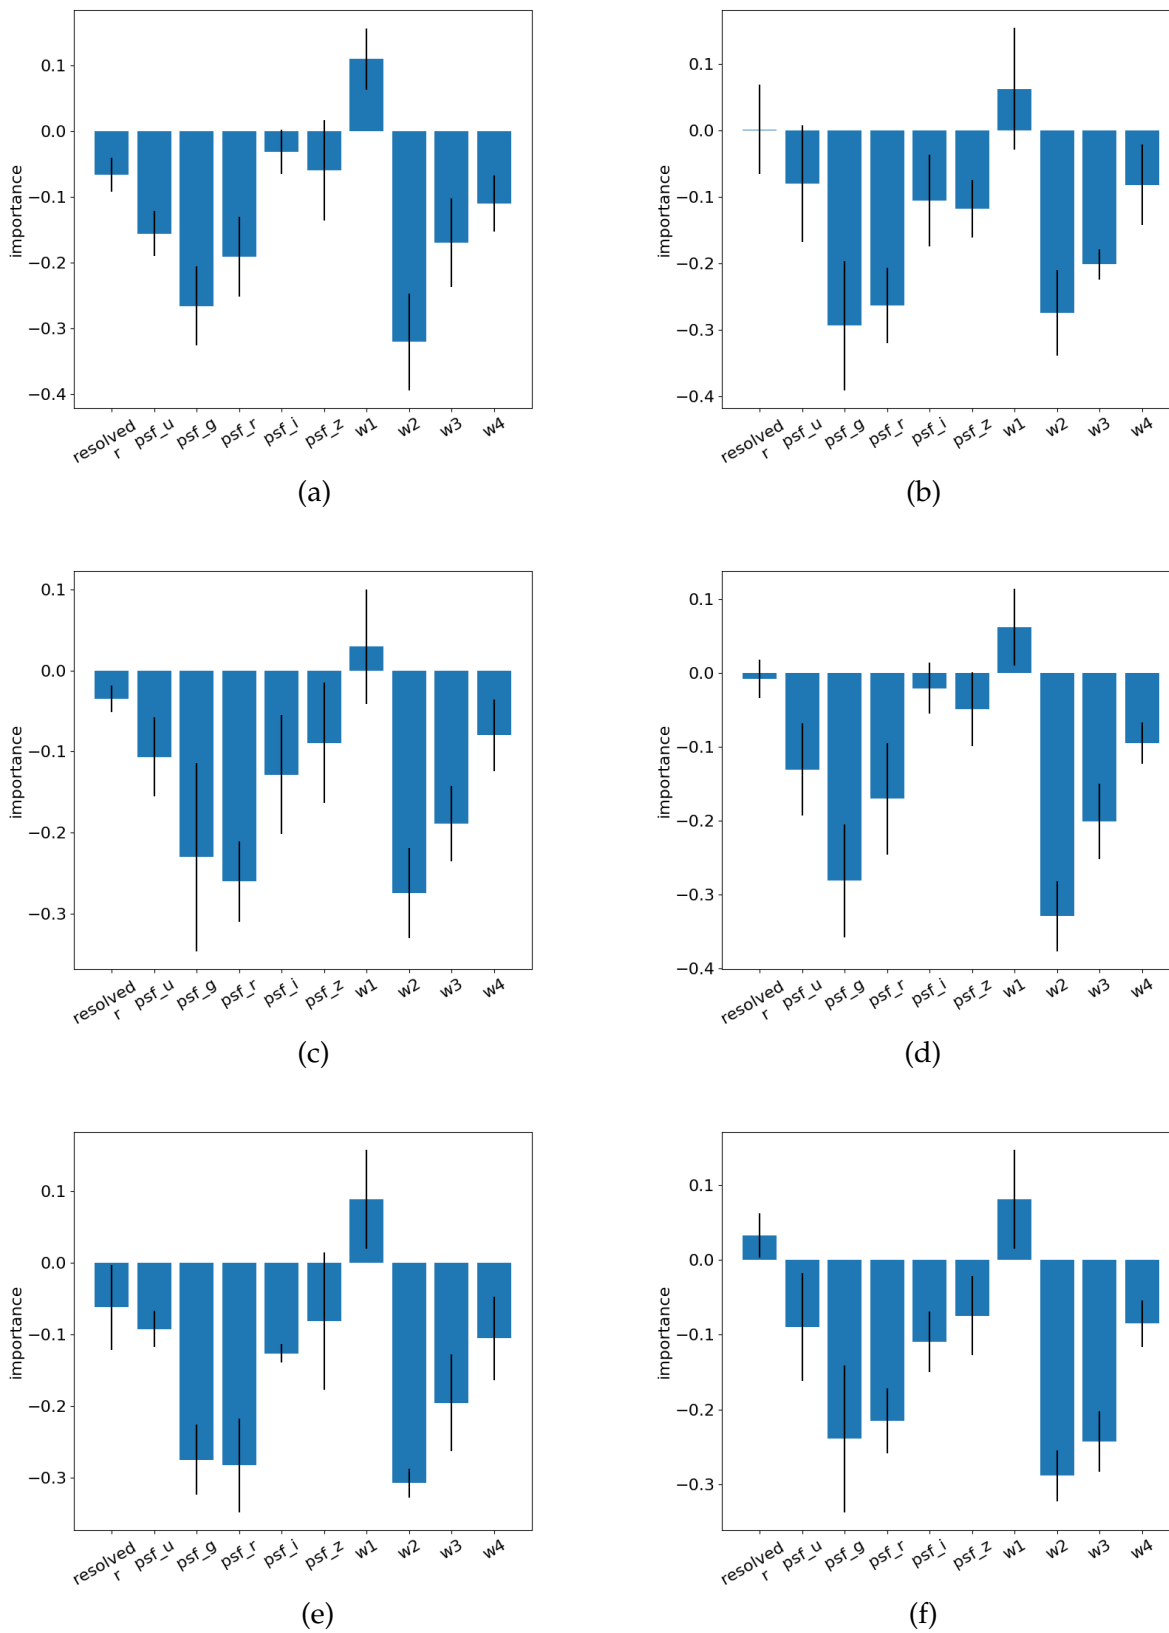 0.1
0.0
−0.1
−0.2
−0.3
−0.4
importance
resolved
r
psf_u
psf_g
psf_r
psf_i
psf_z
w1
w2
w3
w4
(a)
0.1
0.0
−0.1
−0.2
−0.3
−0.4
importance
resolved
r
psf_u
psf_g
psf_r
psf_i
psf_z
w1
w2
w3
w4
(b)
0.1
0.0
−0.1
−0.2
−0.3
importance
resolved
r
psf_u
psf_g
psf_r
psf_i
psf_z
w1
w2
w3
w4
(c)
0.1
0.0
−0.1
−0.2
−0.3
−0.4
importance
resolved
r
psf_u
psf_g
psf_r
psf_i
psf_z
w1
w2
w3
w4
(d)
0.1
0.0
−0.1
−0.2
−0.3
importance
resolved
r
psf_u
psf_g
psf_r
psf_i
psf_z
w1
w2
w3
w4
(e)
0.1
0.0
−0.1
−0.2
−0.3
importance
resolved
r
psf_u
psf_g
psf_r
psf_i
psf_z
w1
w2
w3
w4
(f)